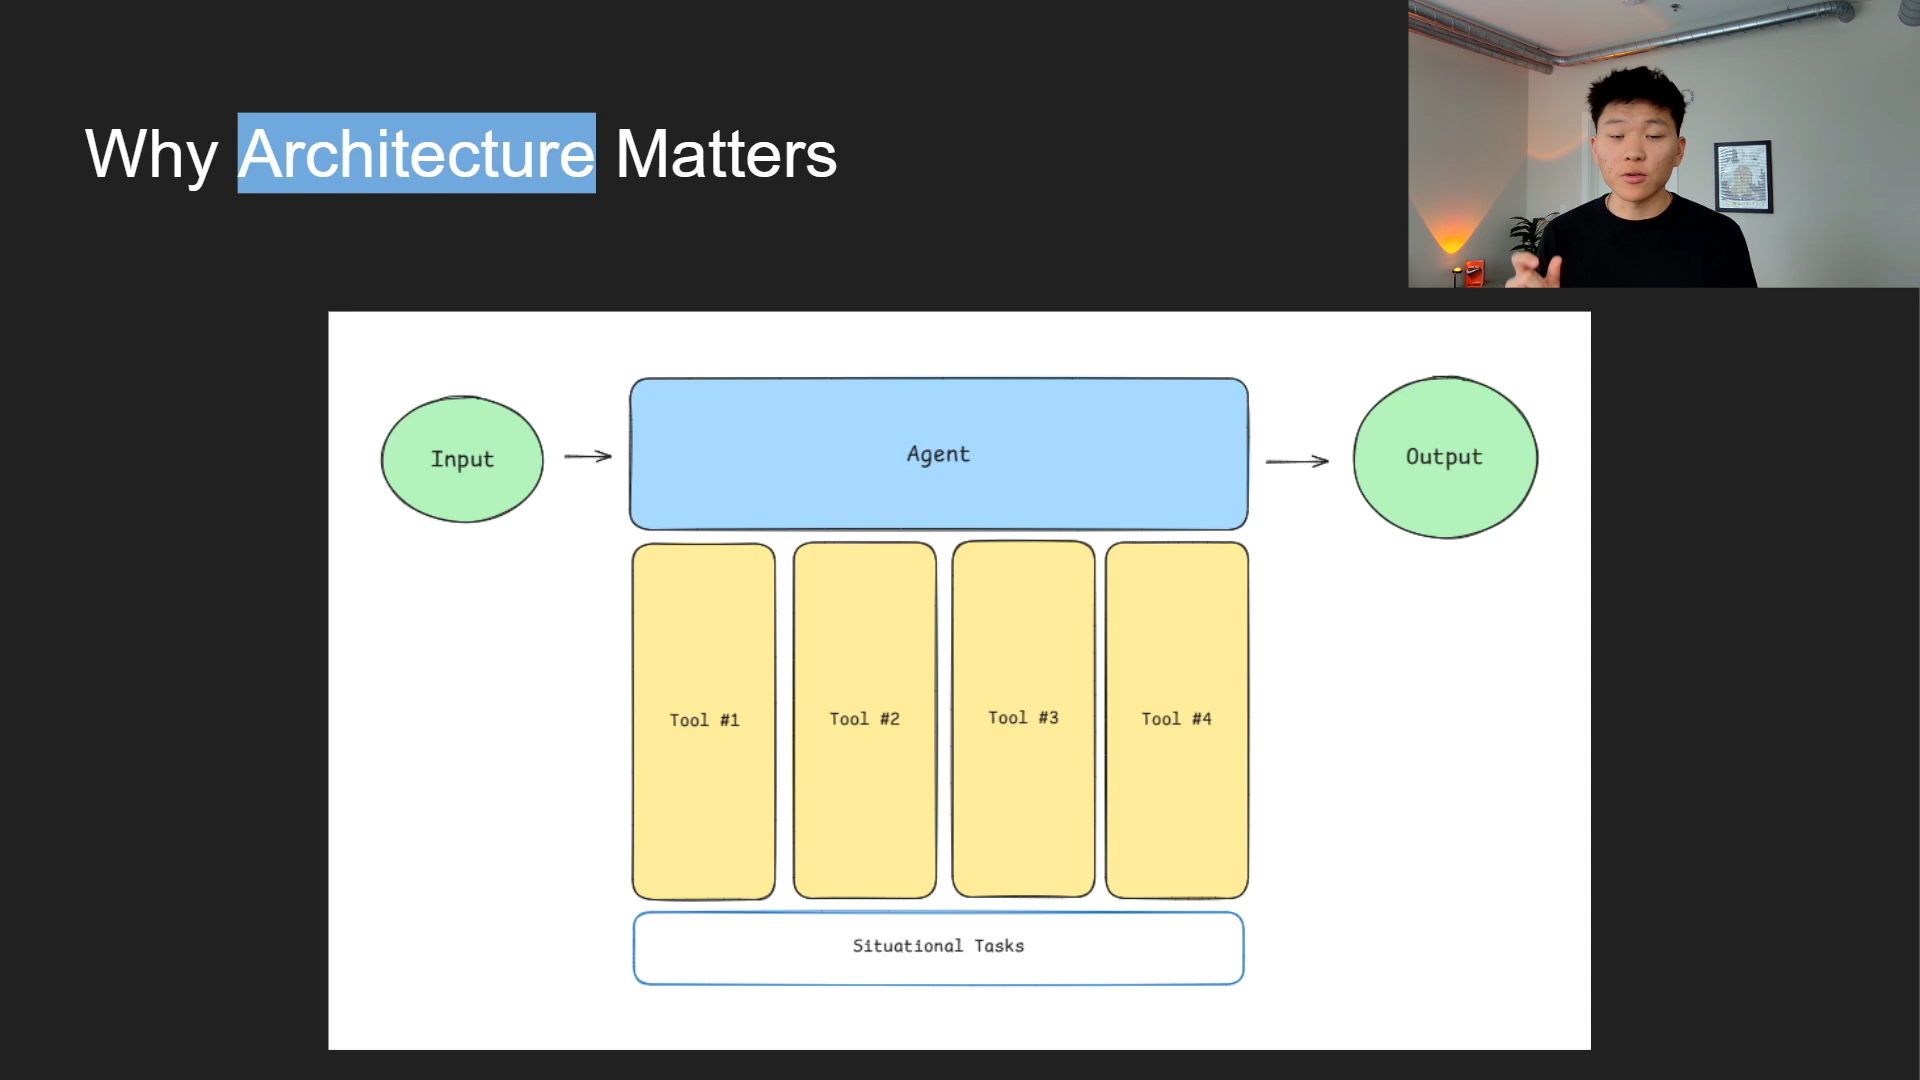 Why Architecture Matters
Input
Agent
Output
Tool #1
Tool #2
Tool #3
Tool #4
Situational Tasks